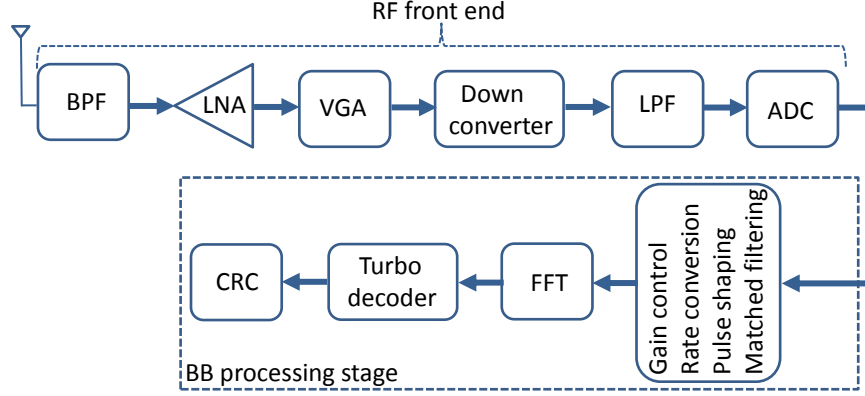 RF front end
BPF
LNA
VGA
Down
converter
LPF
ADC
Gain control
Rate conversion
Pulse shaping
Matched filtering
FFT
Turbo
decoder
CRC
BB processing stage